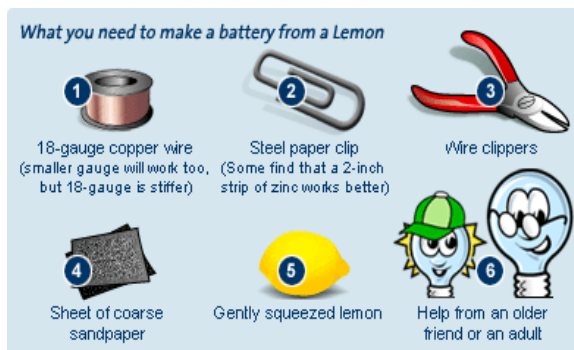 What you need to make a battery from a Lemon
1
2
3
18-gauge copper wire
(smaller gauge will work too,
but 18-gauge is stiffer)
Steel paper clip
(Some find that a 2-inch
strip of zinc works better)
Wire clippers
4
5
6
Sheet of coarse
sandpaper
Gently squeezed lemon
Help from an older
friend or an adult